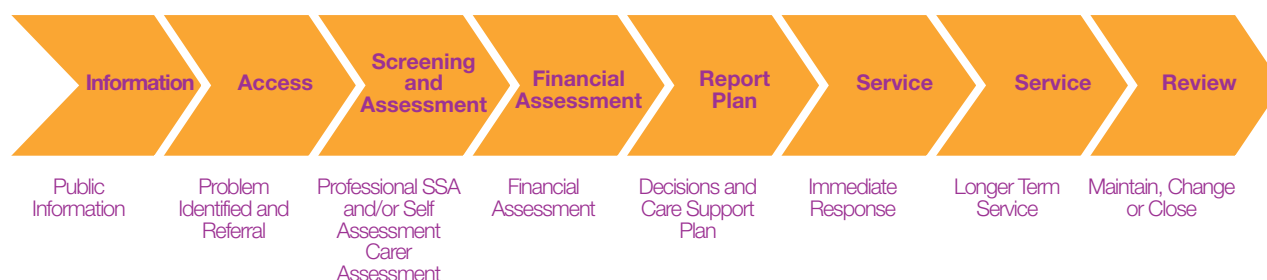 Information
Access
Screening
and
Assessment
Financial
Assessment
Report
Plan
Service
Service
Review
Public
Information
Problem
Identified and
Referral
Professional SSA
and/or Self
Assessment
Carer
Assessment
Financial
Assessment
Decisions and
Care Support
Plan
Immediate
Response
Longer Term
Service
Maintain, Change
or Close